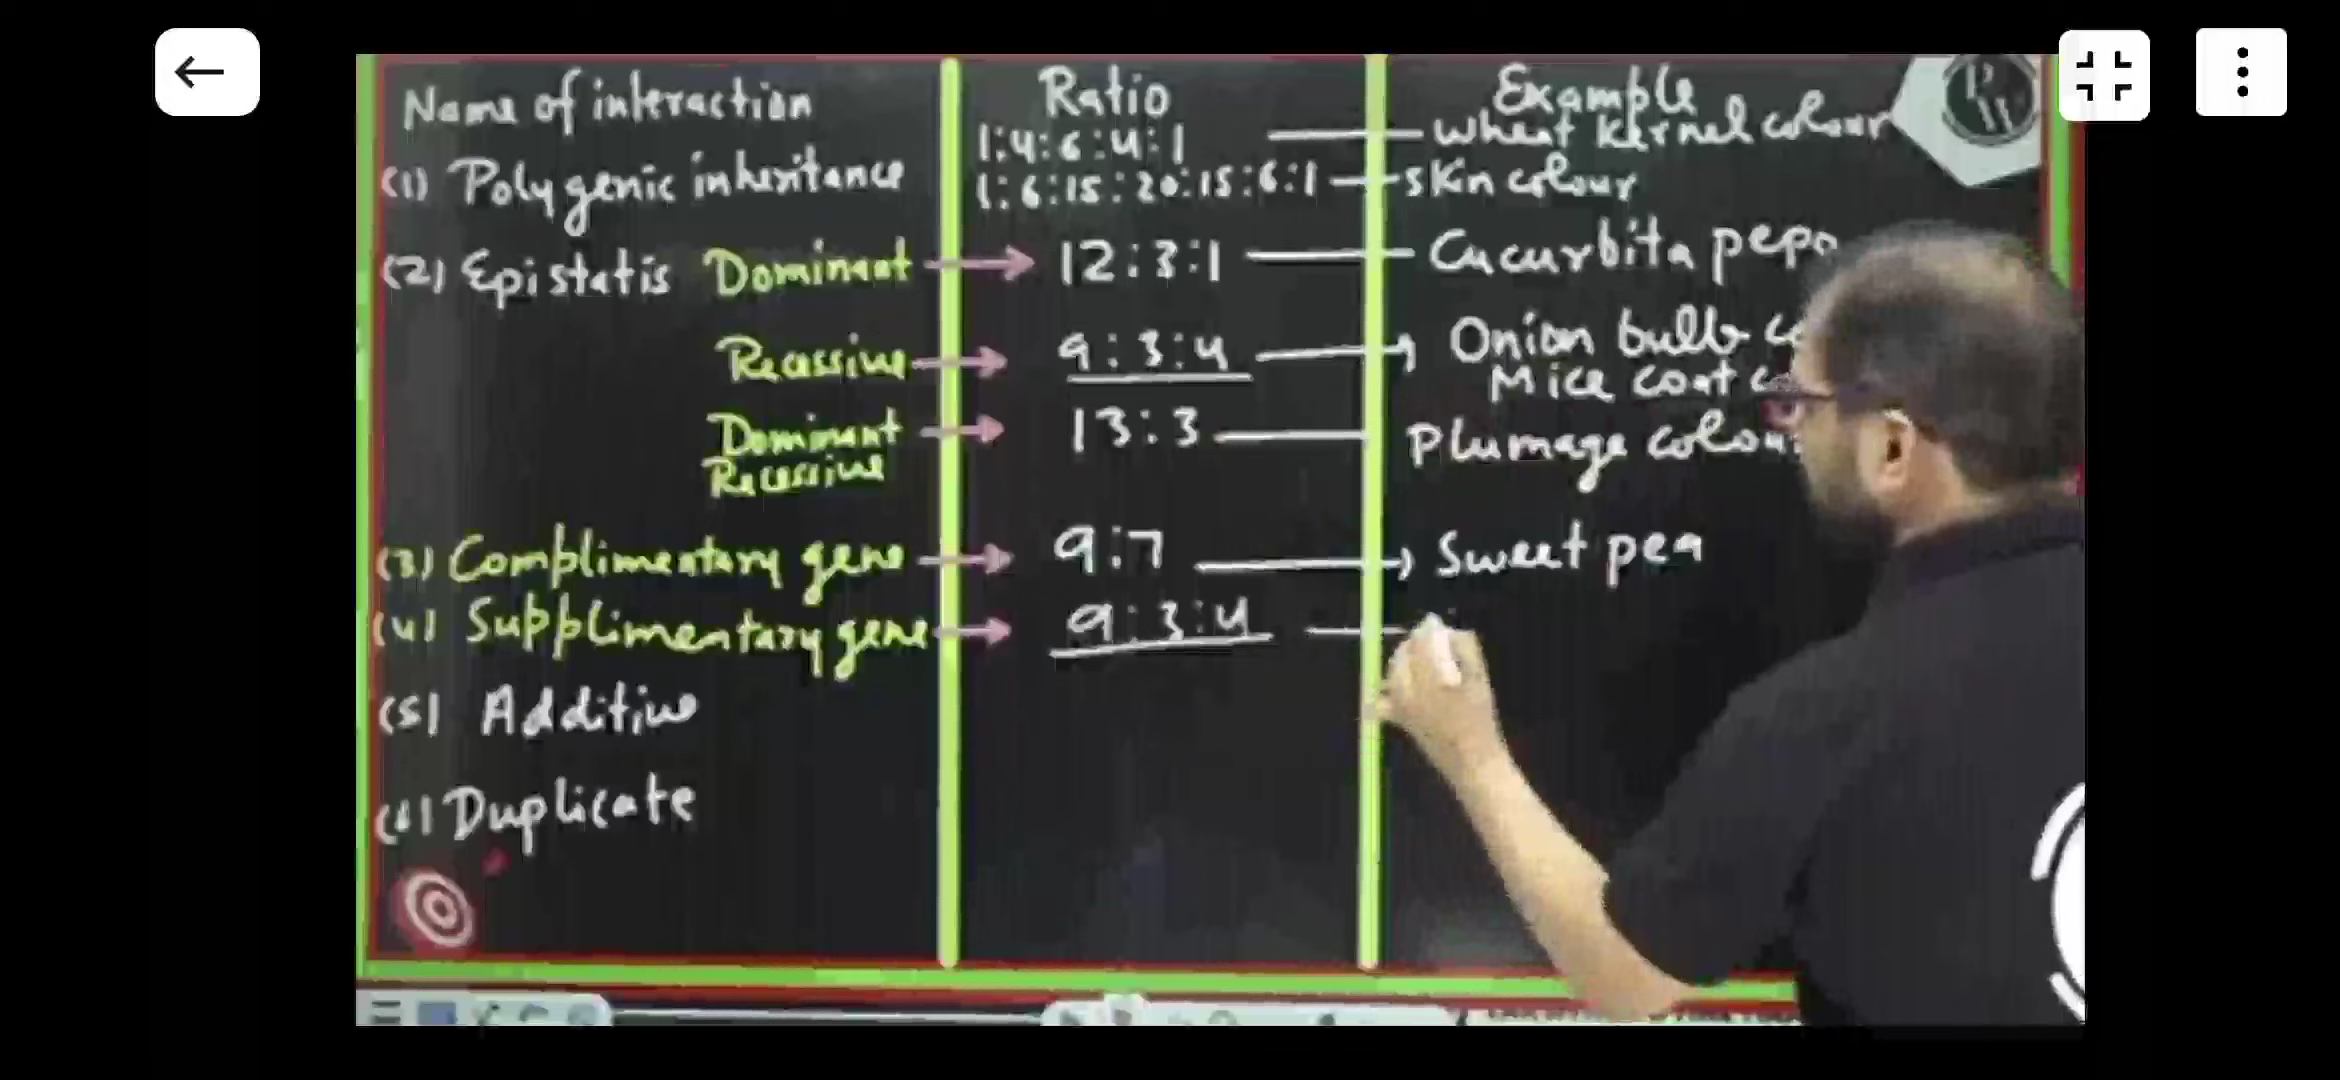 Name of interaction Ratio Example
1:4:6:4:1 wheat Kernel colour
(1) Polygenic inheritance 1:6:15:20:15:6:1 skin colour
(2) Epistatis Dominant 12:3:1 Cucurbita pepo
Recessive 9:3:4 Onion bulb
Mice coat
Dominant 13:3 Plumage colour
Recessive
(3) Complimentary gene 9:7 Sweet pea
(4) Supplimentary gene 9:3:4
(5) Additive
(6) Duplicate
PW